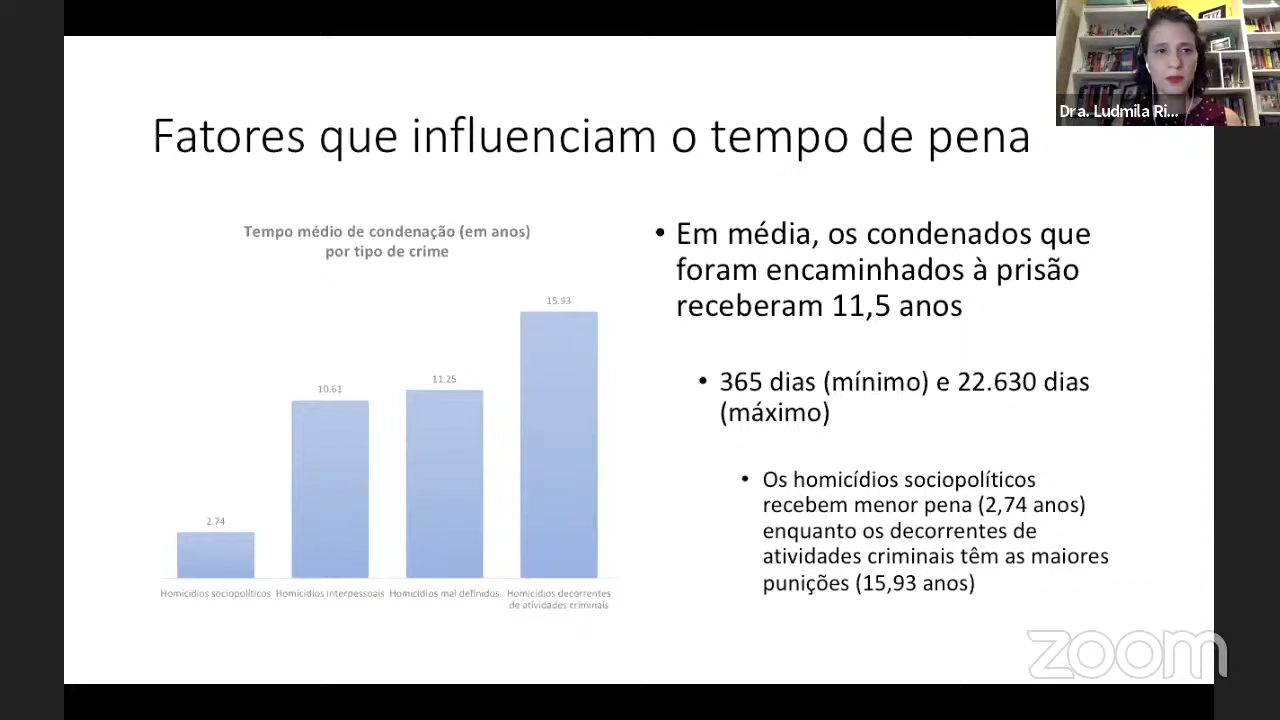 Dra. Ludmila Ri...
Fatores que influenciam o tempo de pena
Tempo médio de condenação (em anos)
por tipo de crime
15.93
11.25
10.61
2.74
Homicídios sociopolíticos Homicídios interpessoais Homicídios mal definidos Homicídios decorrentes
de atividades criminais
• Em média, os condenados que
foram encaminhados à prisão
receberam 11,5 anos
• 365 dias (mínimo) e 22.630 dias
(máximo)
• Os homicídios sociopolíticos
recebem menor pena (2,74 anos)
enquanto os decorrentes de
atividades criminais têm as maiores
punições (15,93 anos)
zoom